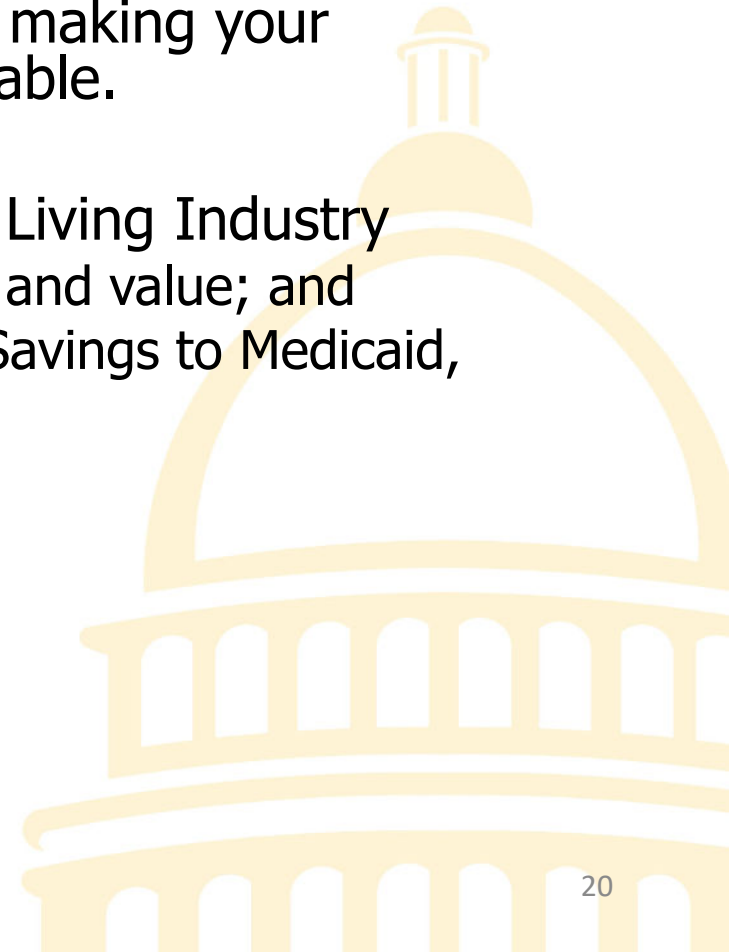 making your
able.
Living Industry
and value; and
Savings to Medicaid,
20